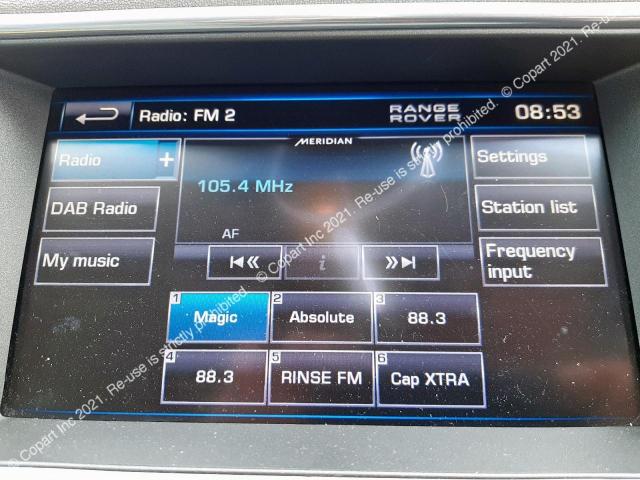 Radio: FM 2
RANGE ROVER
08:53
Radio +
MERIDIAN
Settings
105.4 MHz
DAB Radio
Station list
AF
My music
i
Frequency input
1 Magic
2 Absolute
3 88.3
4 88.3
5 RINSE FM
6 Cap XTRA
© Copart Inc 2021. Re-use is strictly prohibited.
© Copart Inc 2021. Re-use is strictly prohibited.
© Copart Inc 2021. Re-use is strictly prohibited.
© Copart 2021.